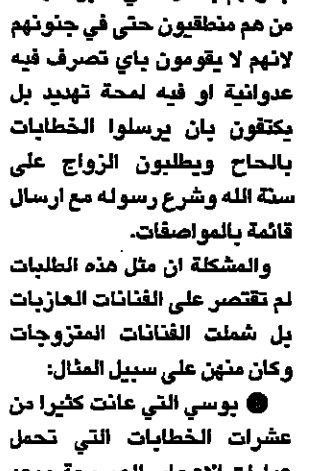 من هم منطقيون حتى في جنونهم
لانهم لا يقومون باي تصرف فيه
عدوانية او فيه لمحة تهديد بل
يكتفون بان يرسلوا الخطابات
بالحاح ويطلبون الزواج على
سنة الله وشرع رسوله مع ارسال
قائمة بالمواصفات.
والمشكلة ان مثل هذه الطلبات
لم تقتصر على الفنانات العازبات
بل شملت الفنانات المتزوجات
وكان منهن على سبيل المثال:
● بوسي التي عانت كثيرا من
عشرات الخطابات التي تحمل